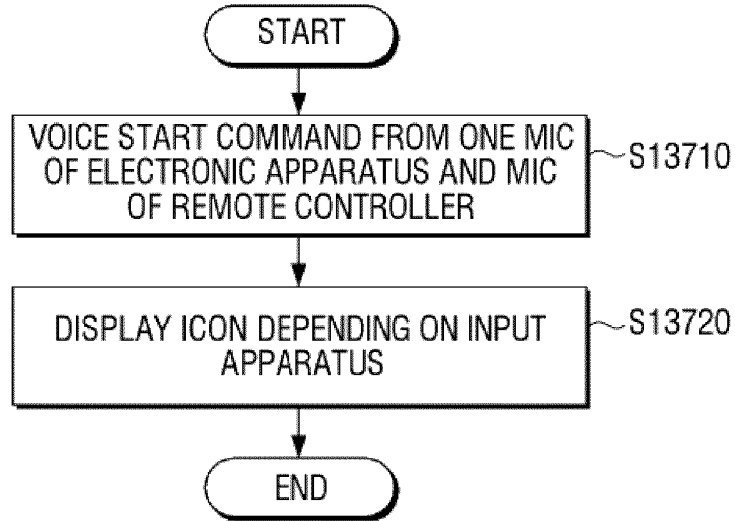 START
VOICE START COMMAND FROM ONE MIC
OF ELECTRONIC APPARATUS AND MIC
OF REMOTE CONTROLLER
S13710
DISPLAY ICON DEPENDING ON INPUT
APPARATUS
S13720
END